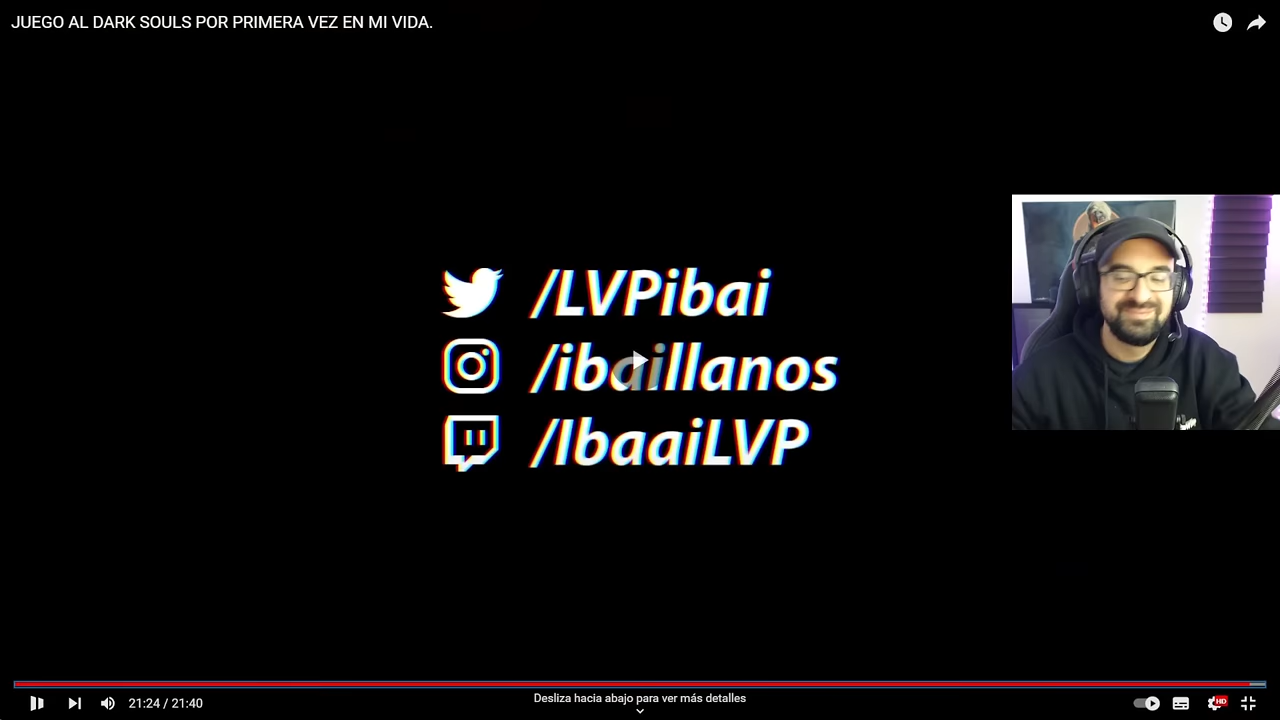 JUEGO AL DARK SOULS POR PRIMERA VEZ EN MI VIDA.
/LVPibai
/ibaillanos
/IbaaiLVP
21:24 / 21:40
Desliza hacia abajo para ver más detalles
HD